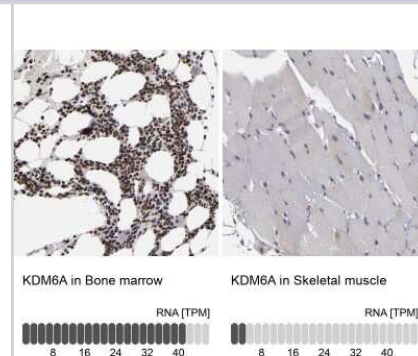 KDM6A in Bone marrow
KDM6A in Skeletal muscle
RNA [TPM]
RNA [TPM]
8 16 24 32 40
8 16 24 32 40